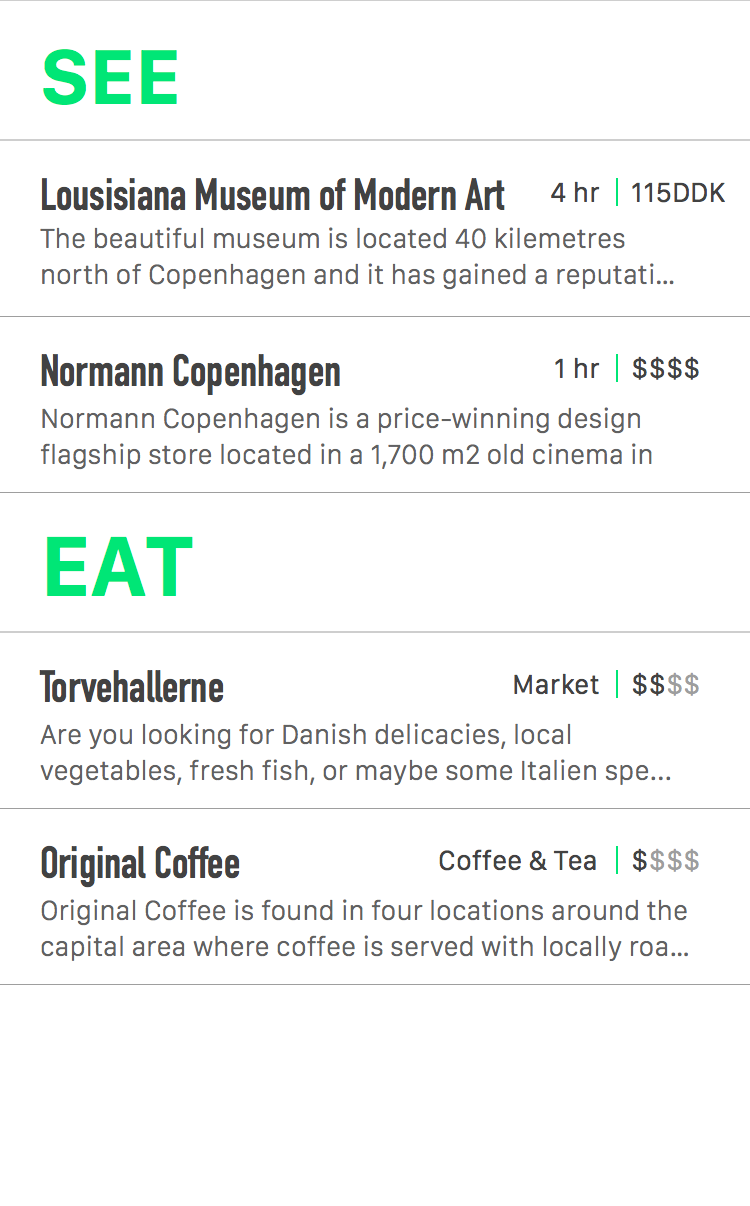 SEE
Lousisiana Museum of Modern Art 4 hr | 115DDK
The beautiful museum is located 40 kilemetres
north of Copenhagen and it has gained a reputati...
Normann Copenhagen 1 hr | $$$$
Normann Copenhagen is a price-winning design
flagship store located in a 1,700 m2 old cinema in
EAT
Torvehallerne Market | $$$$
Are you looking for Danish delicacies, local
vegetables, fresh fish, or maybe some Italien spe...
Original Coffee Coffee & Tea | $$$$
Original Coffee is found in four locations around the
capital area where coffee is served with locally roa...